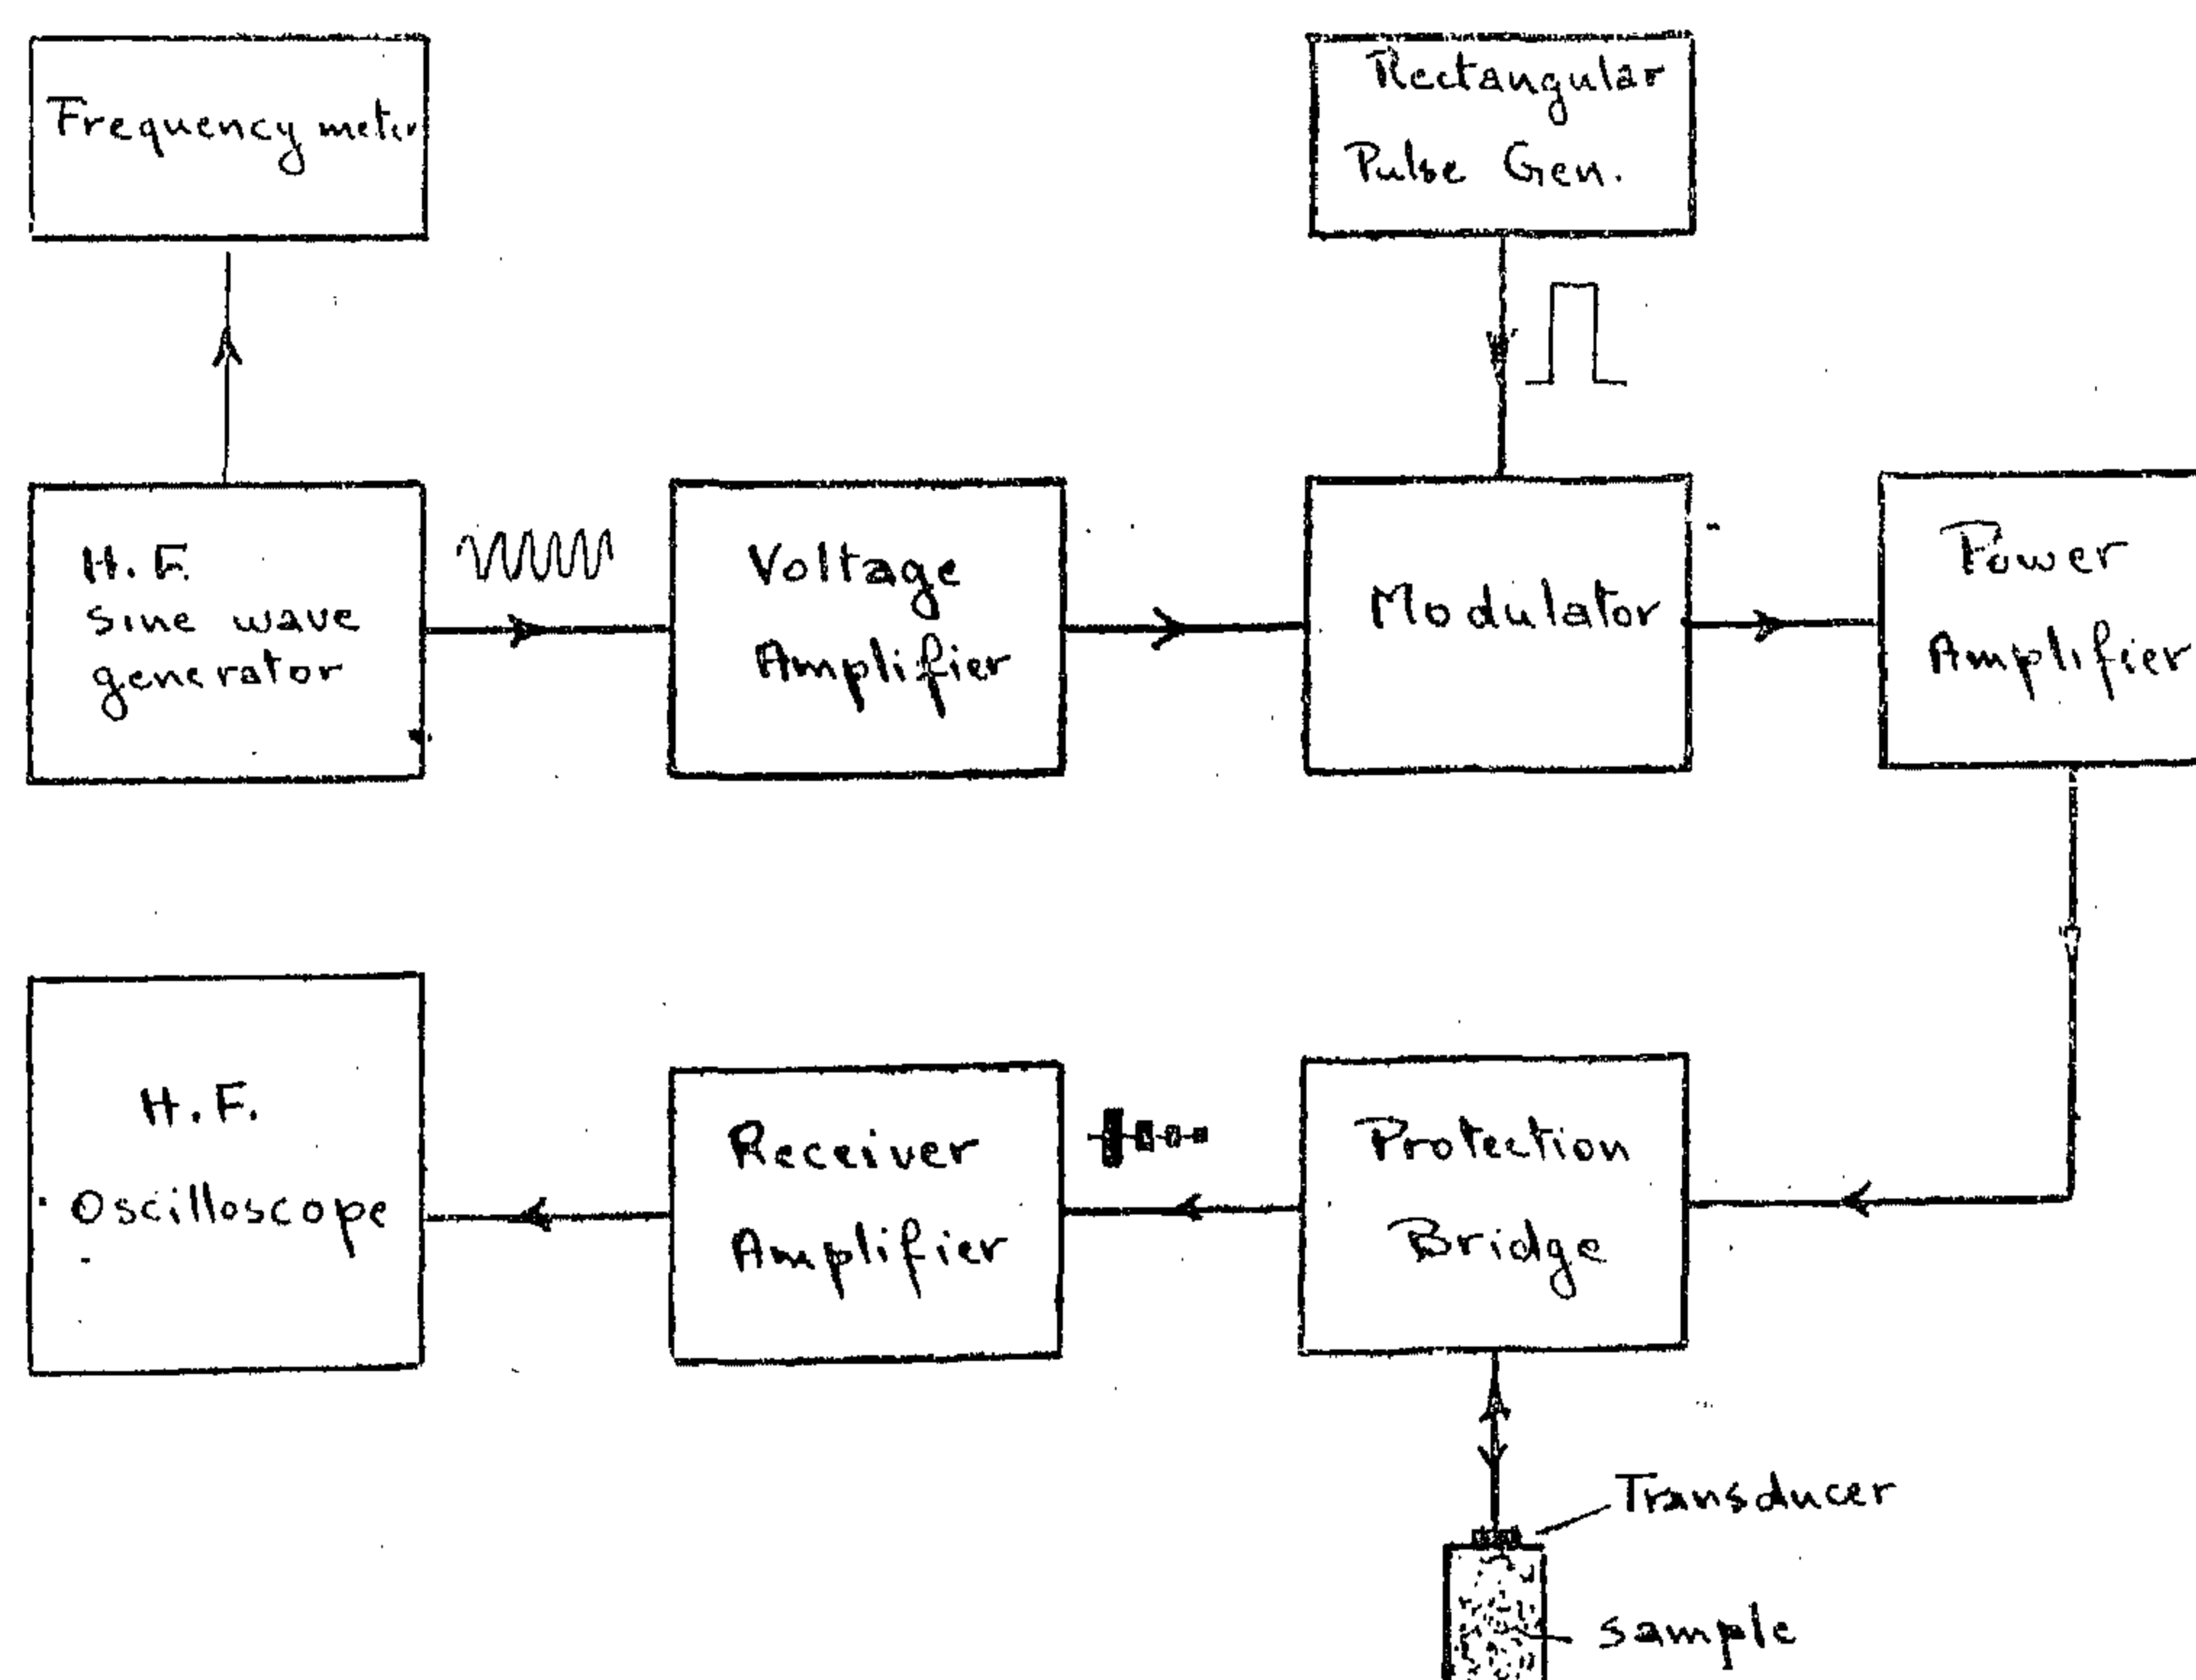 Frequency meter
Rectangular
Pulse Gen.
H.F.
Sine wave
generator
Voltage
Amplifier
Modulator
Power
Amplifier
H.F.
Oscilloscope
Receiver
Amplifier
Protection
Bridge
Transducer
Sample